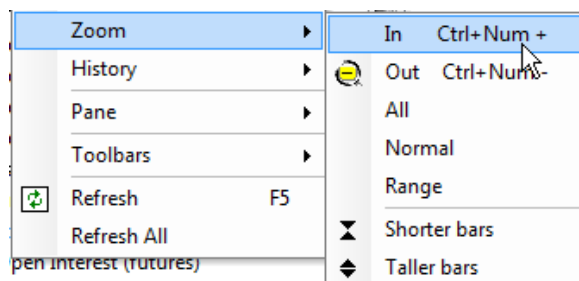 Zoom
History
Pane
Toolbars
Refresh F5
Refresh All
pen Interest (futures)
In Ctrl+Num +
Out Ctrl+Num -
All
Normal
Range
Shorter bars
Taller bars